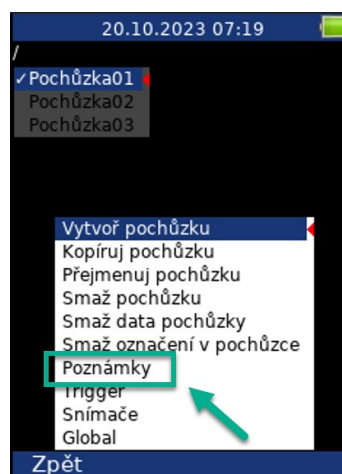 20.10.2023 07:19
/
✓Pochůzka01
Pochůzka02
Pochůzka03
Vytvoř pochůzku
Kopíruj pochůzku
Přejmenuj pochůzku
Smaž pochůzku
Smaž data pochůzky
Smaž označení v pochůzce
Poznámky
Trigger
Snímače
Global
Zpět